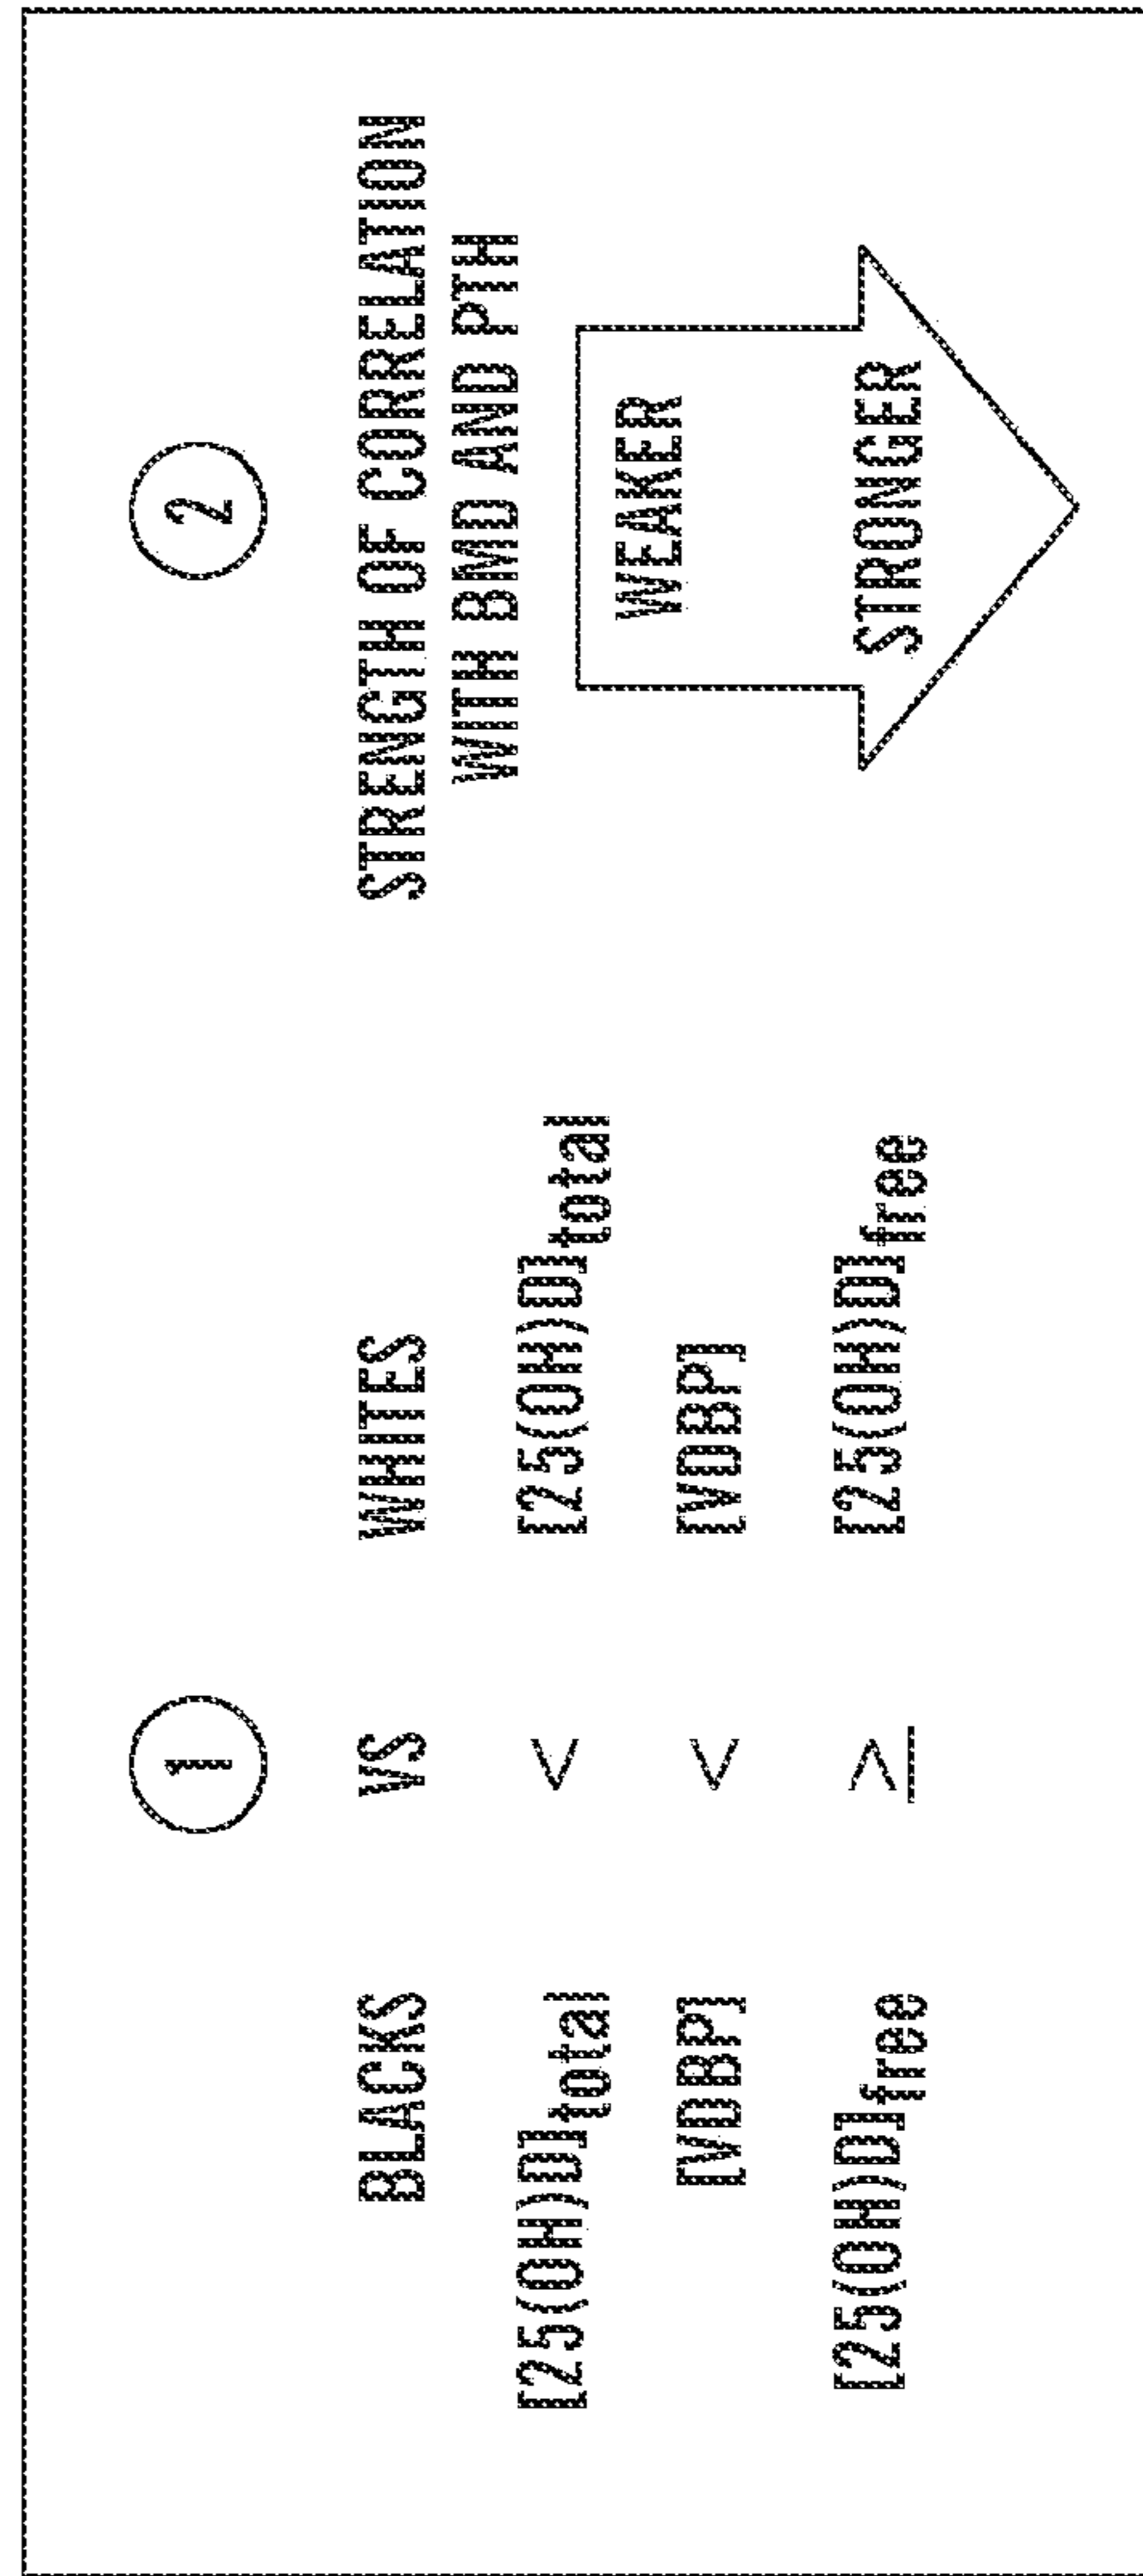 1 2
BLACKS VS WHITES STRENGTH OF CORRELATION
WITH BMD AND PTH
[25(OH)D]total < [25(OH)D]total
WEAKER
[VDBP] < [VDBP]
[25(OH)D]free ≥ [25(OH)D]free STRONGER